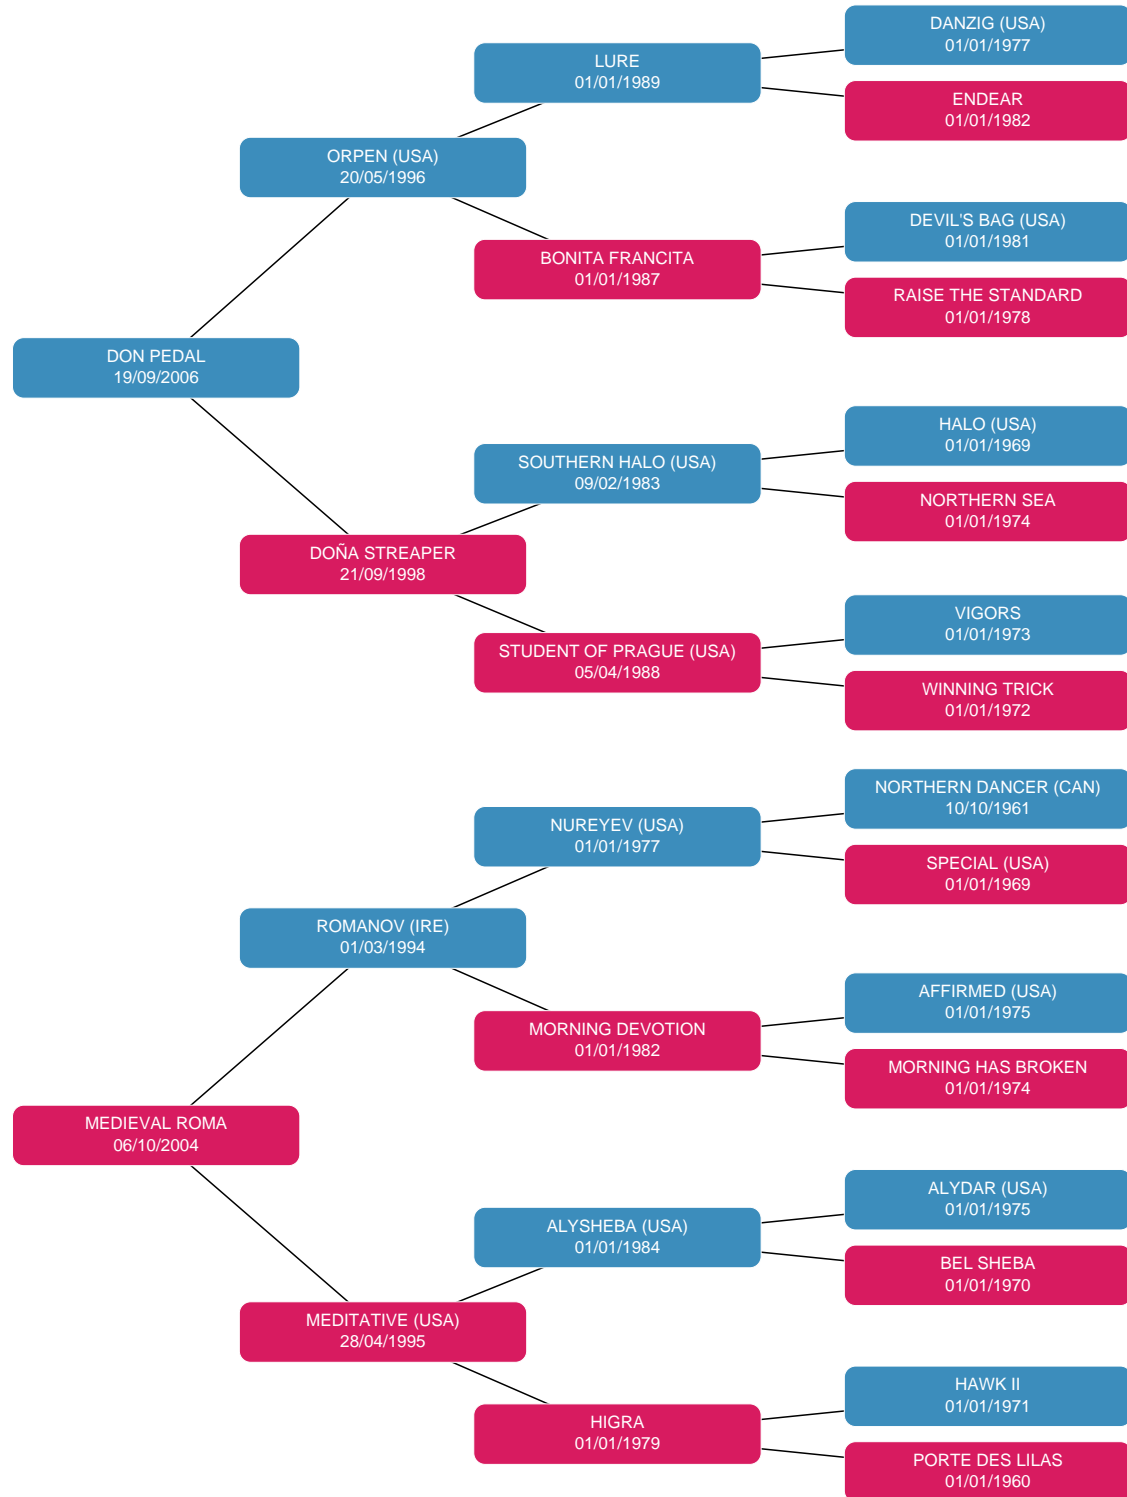 DANZIG (USA)
01/01/1977
LURE
01/01/1989
ENDEAR
01/01/1982
ORPEN (USA)
20/05/1996
DEVIL'S BAG (USA)
01/01/1981
BONITA FRANCITA
01/01/1987
RAISE THE STANDARD
01/01/1978
DON PEDAL
19/09/2006
HALO (USA)
01/01/1969
SOUTHERN HALO (USA)
09/02/1983
NORTHERN SEA
01/01/1974
DOÑA STREAPER
21/09/1998
VIGORS
01/01/1973
STUDENT OF PRAGUE (USA)
05/04/1988
WINNING TRICK
01/01/1972
NORTHERN DANCER (CAN)
10/10/1961
NUREYEV (USA)
01/01/1977
SPECIAL (USA)
01/01/1969
ROMANOV (IRE)
01/03/1994
AFFIRMED (USA)
01/01/1975
MORNING DEVOTION
01/01/1982
MORNING HAS BROKEN
01/01/1974
MEDIEVAL ROMA
06/10/2004
ALYDAR (USA)
01/01/1975
ALYSHEBA (USA)
01/01/1984
BEL SHEBA
01/01/1970
MEDITATIVE (USA)
28/04/1995
HAWK II
01/01/1971
HIGRA
01/01/1979
PORTE DES LILAS
01/01/1960